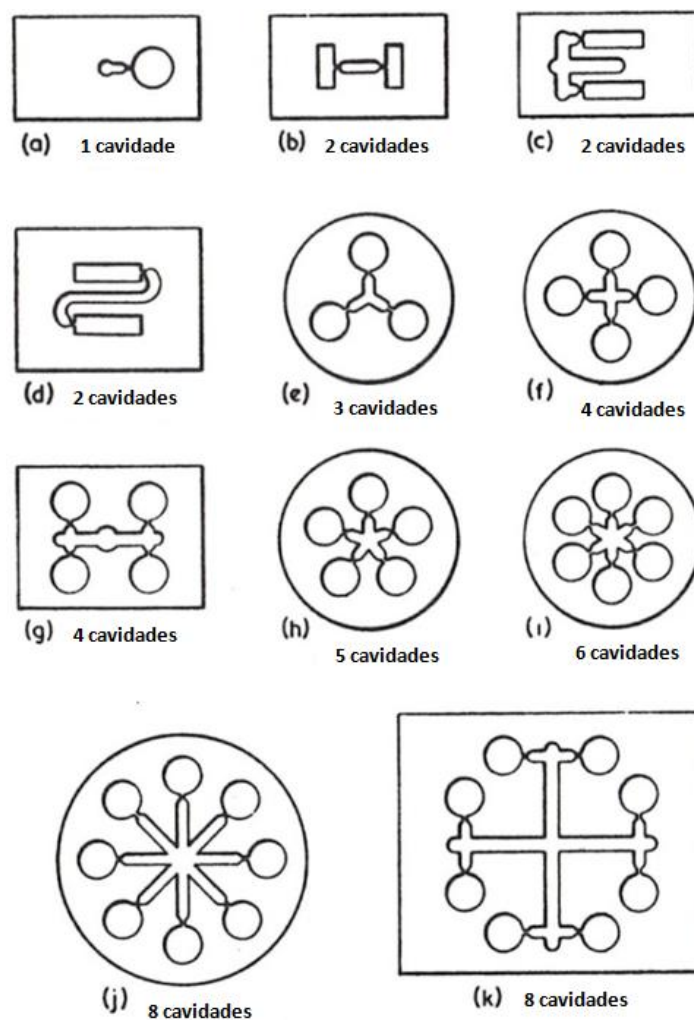 (a) 1 cavidade
(b) 2 cavidades
(c) 2 cavidades
(d) 2 cavidades
(e) 3 cavidades
(f) 4 cavidades
(g) 4 cavidades
(h) 5 cavidades
(i) 6 cavidades
(j) 8 cavidades
(k) 8 cavidades